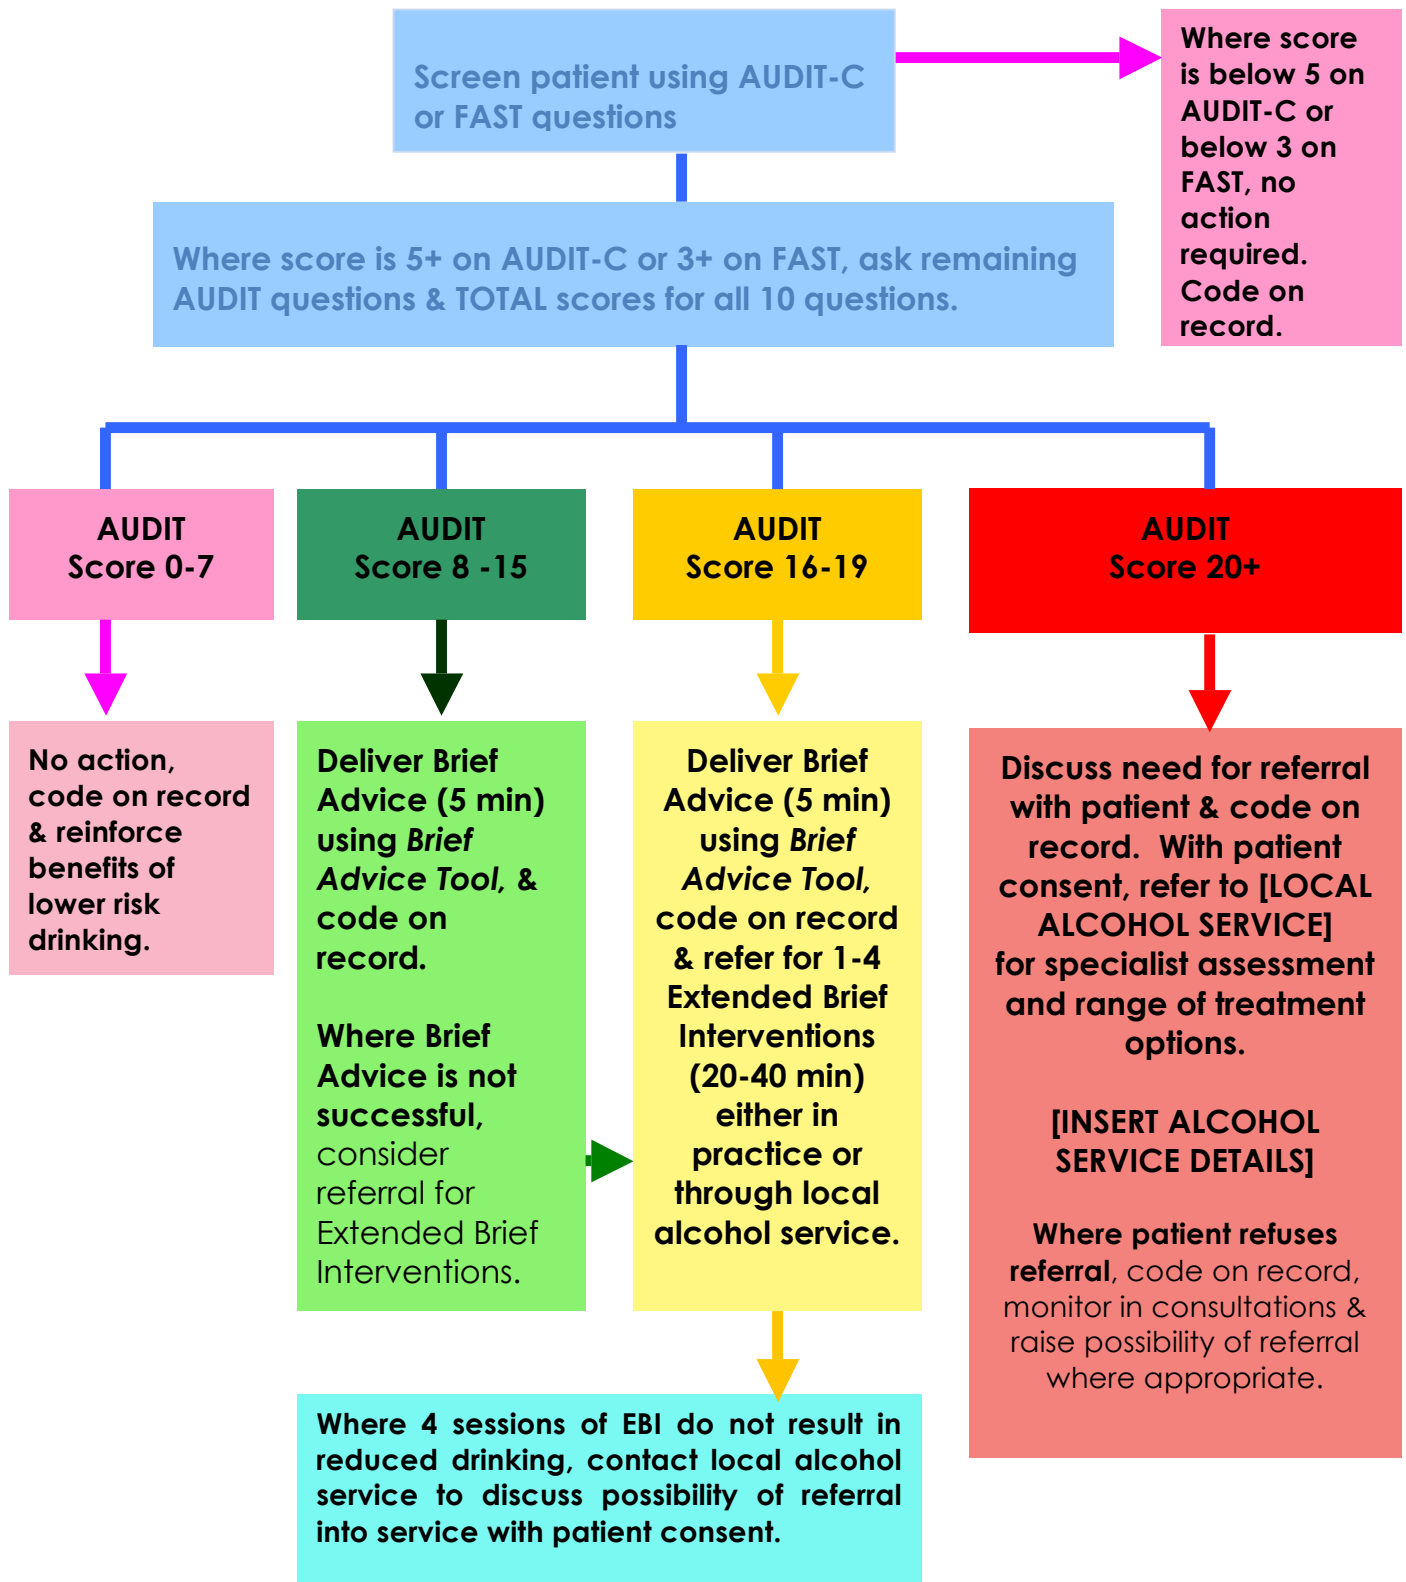 Screen patient using AUDIT-C
or FAST questions
Where score
is below 5 on
AUDIT-C or
below 3 on
FAST, no
action
required.
Code on
record.
Where score is 5+ on AUDIT-C or 3+ on FAST, ask remaining
AUDIT questions & TOTAL scores for all 10 questions.
AUDIT
Score 0-7
AUDIT
Score 8 -15
AUDIT
Score 16-19
AUDIT
Score 20+
No action,
code on record
& reinforce
benefits of
lower risk
drinking.
Deliver Brief
Advice (5 min)
using Brief
Advice Tool, &
code on
record.
Where Brief
Advice is not
successful,
consider
referral for
Extended Brief
Interventions.
Deliver Brief
Advice (5 min)
using Brief
Advice Tool,
code on record
& refer for 1-4
Extended Brief
Interventions
(20-40 min)
either in
practice or
through local
alcohol service.
Discuss need for referral
with patient & code on
record. With patient
consent, refer to [LOCAL
ALCOHOL SERVICE]
for specialist assessment
and range of treatment
options.
[INSERT ALCOHOL
SERVICE DETAILS]
Where patient refuses
referral, code on record,
monitor in consultations &
raise possibility of referral
where appropriate.
Where 4 sessions of EBI do not result in
reduced drinking, contact local alcohol
service to discuss possibility of referral
into service with patient consent.